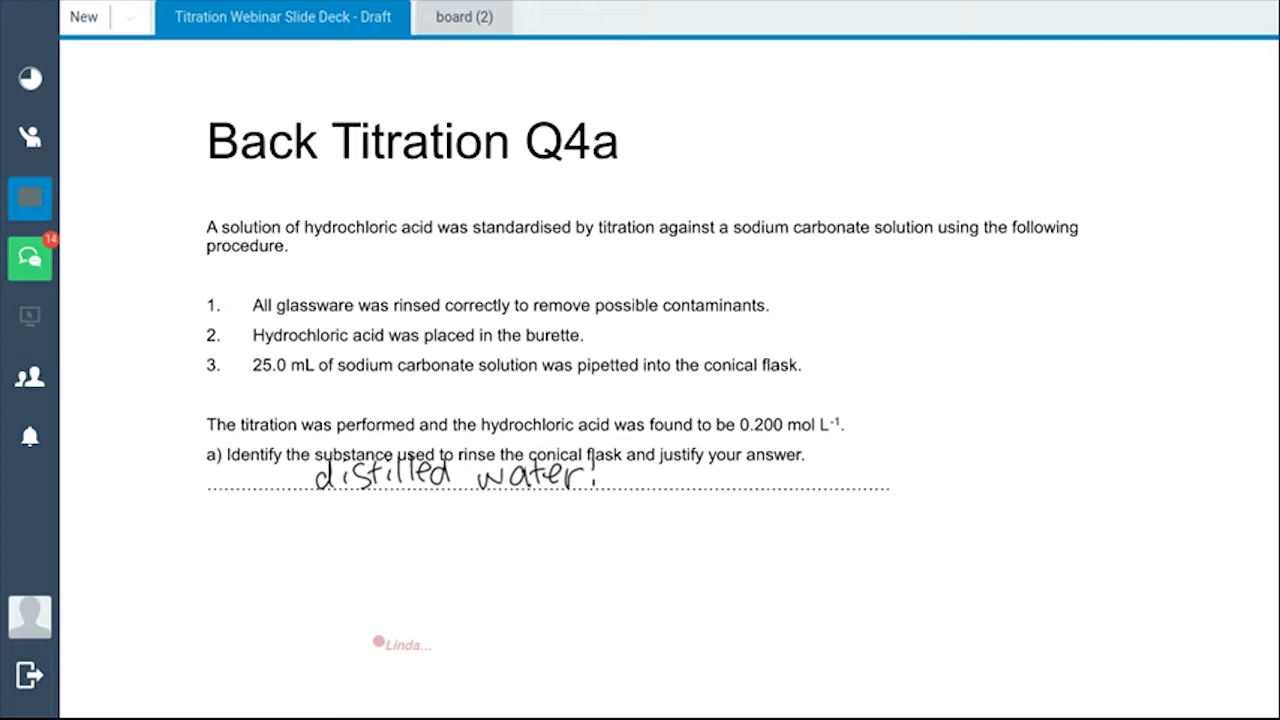 New
Titration Webinar Slide Deck - Draft
board (2)
14
Back Titration Q4a
A solution of hydrochloric acid was standardised by titration against a sodium carbonate solution using the following
procedure.
1. All glassware was rinsed correctly to remove possible contaminants.
2. Hydrochloric acid was placed in the burette.
3. 25.0 mL of sodium carbonate solution was pipetted into the conical flask.
The titration was performed and the hydrochloric acid was found to be 0.200 mol L⁻¹.
a) Identify the substance used to rinse the conical flask and justify your answer.
distilled water!
Linda...